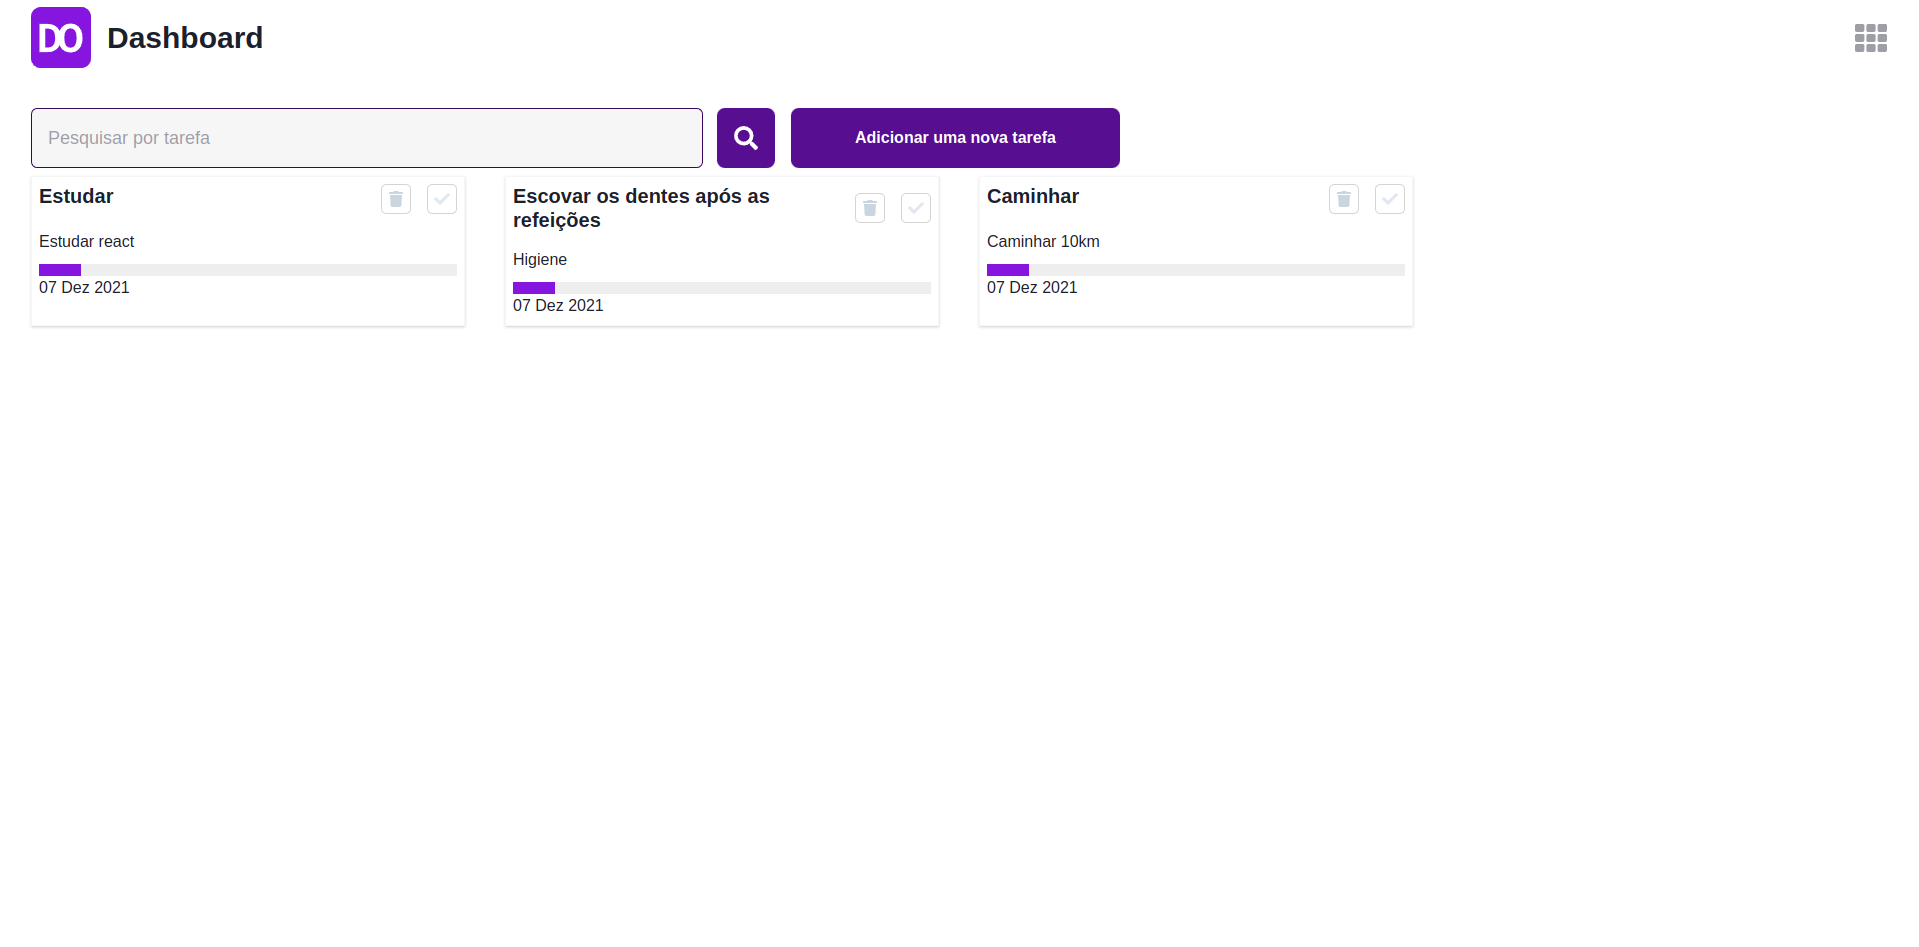 DO
Dashboard
Pesquisar por tarefa
Adicionar uma nova tarefa
Estudar
Estudar react
07 Dez 2021
Escovar os dentes após as
refeições
Higiene
07 Dez 2021
Caminhar
Caminhar 10km
07 Dez 2021